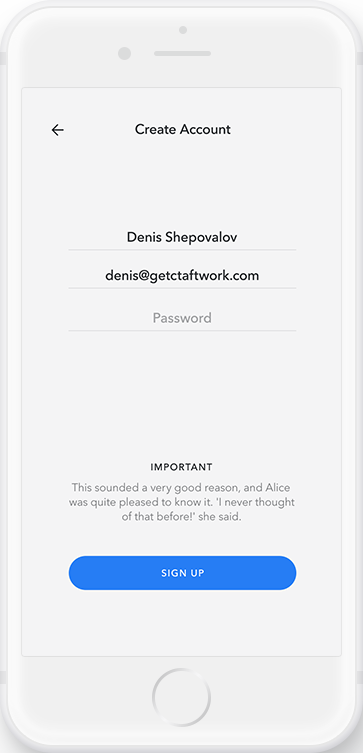 Create Account
Denis Shepovalov
denis@getctaftwork.com
Password
IMPORTANT
This sounded a very good reason, and Alice
was quite pleased to know it. 'I never thought
of that before!' she said.
SIGN UP